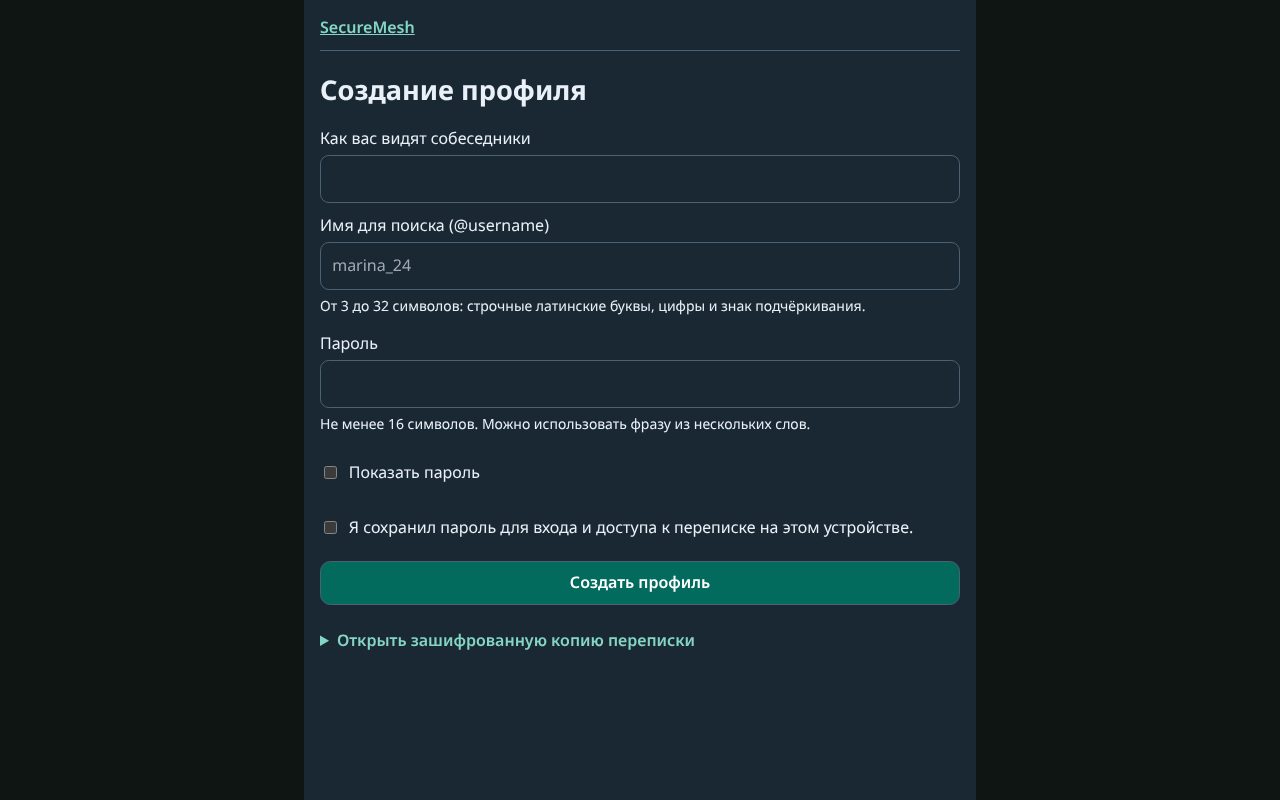 SecureMesh
Создание профиля
Как вас видят собеседники
Имя для поиска (@username)
marina_24
От 3 до 32 символов: строчные латинские буквы, цифры и знак подчёркивания.
Пароль
Не менее 16 символов. Можно использовать фразу из нескольких слов.
Показать пароль
Я сохранил пароль для входа и доступа к переписке на этом устройстве.
Создать профиль
Открыть зашифрованную копию переписки